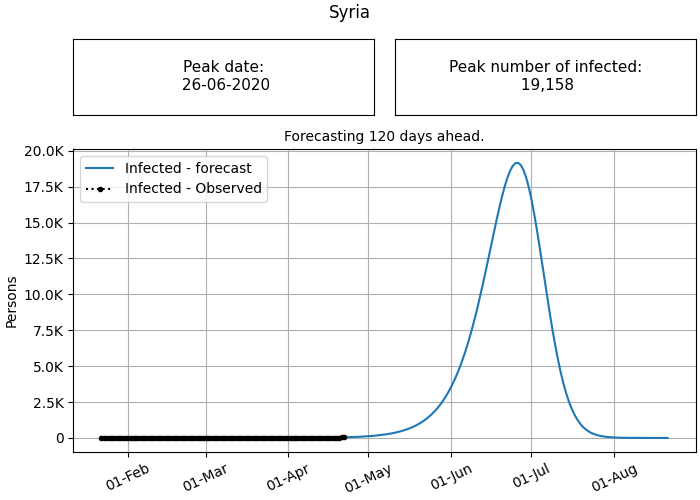 Syria
Peak date:
26-06-2020
Peak number of infected:
19,158
Forecasting 120 days ahead.
20.0K
17.5K
15.0K
12.5K
10.0K
7.5K
5.0K
2.5K
0
Persons
Infected - forecast
Infected - Observed
01-Feb
01-Mar
01-Apr
01-May
01-Jun
01-Jul
01-Aug